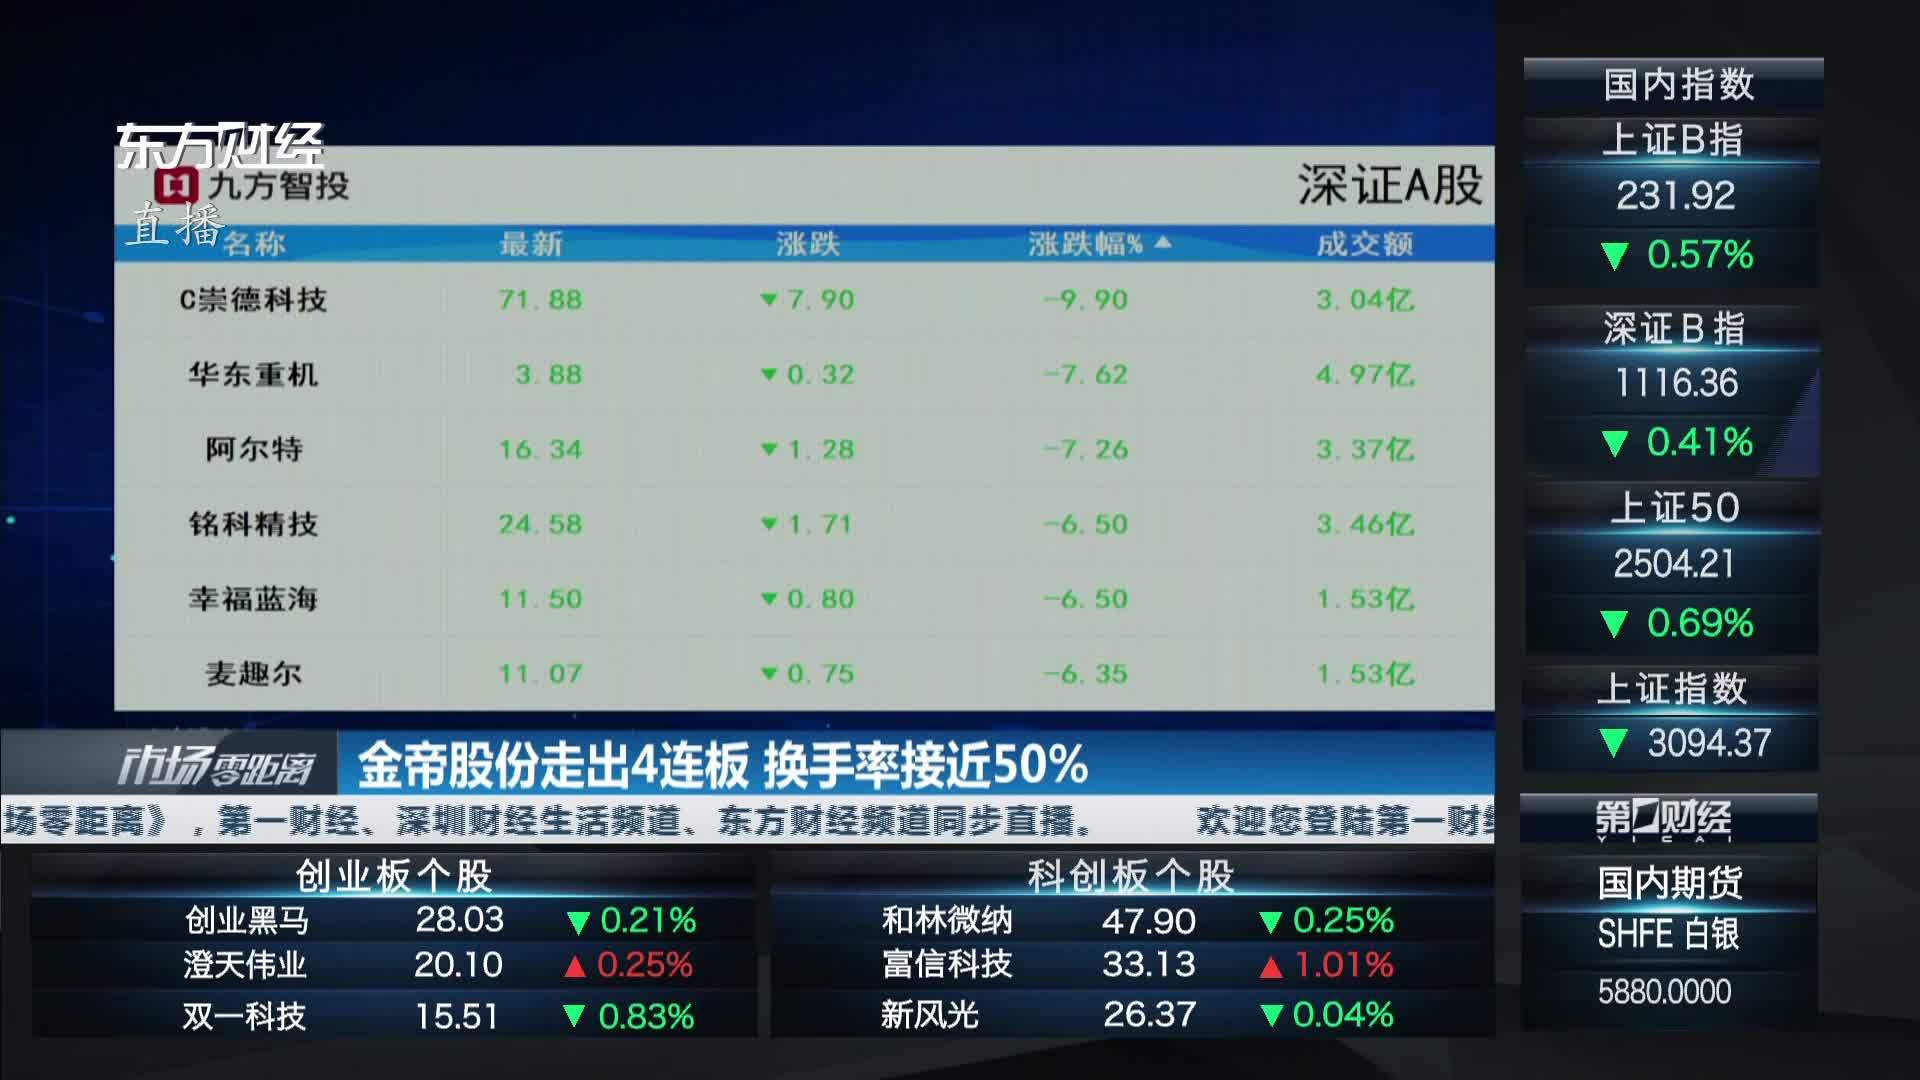 东方财经
九方智投
深证A股
直播
名称 最新 涨跌 涨跌幅% ▲ 成交额
C崇德科技 71.88 ▼7.90 -9.90 3.04亿
华东重机 3.88 ▼0.32 -7.62 4.97亿
阿尔特 16.34 ▼1.28 -7.26 3.37亿
铭科精技 24.58 ▼1.71 -6.50 3.46亿
幸福蓝海 11.50 ▼0.80 -6.50 1.53亿
麦趣尔 11.07 ▼0.75 -6.35 1.53亿
市场零距离
金帝股份走出4连板 换手率接近50%
场零距离》，第一财经、深圳财经生活频道、东方财经频道同步直播。 欢迎您登陆第一财
创业板个股
创业黑马 28.03 ▼0.21%
澄天伟业 20.10 ▲0.25%
双一科技 15.51 ▼0.83%
科创板个股
和林微纳 47.90 ▼0.25%
富信科技 33.13 ▲1.01%
新风光 26.37 ▼0.04%
国内指数
上证B指
231.92
▼ 0.57%
深证B指
1116.36
▼ 0.41%
上证50
2504.21
▼ 0.69%
上证指数
▼ 3094.37
第一财经
YICAI
国内期货
SHFE 白银
5880.0000